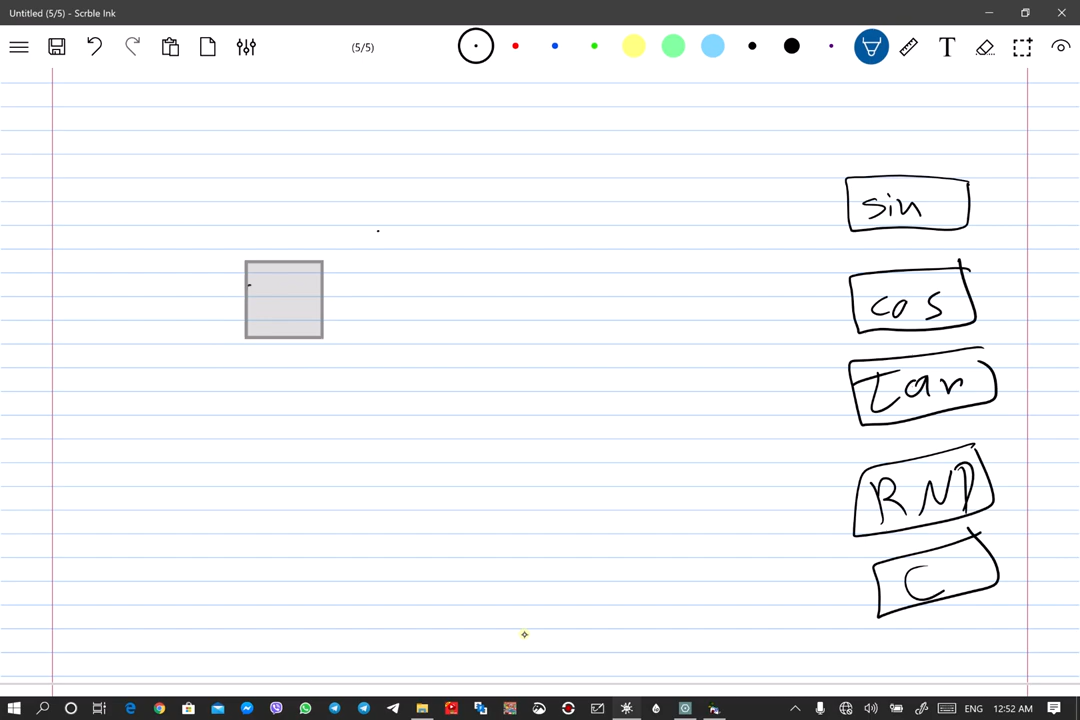 Untitled (5/5) - Scrble Ink
(5/5)
T
sin
cos
tan
RND
C
ENG
12:52 AM